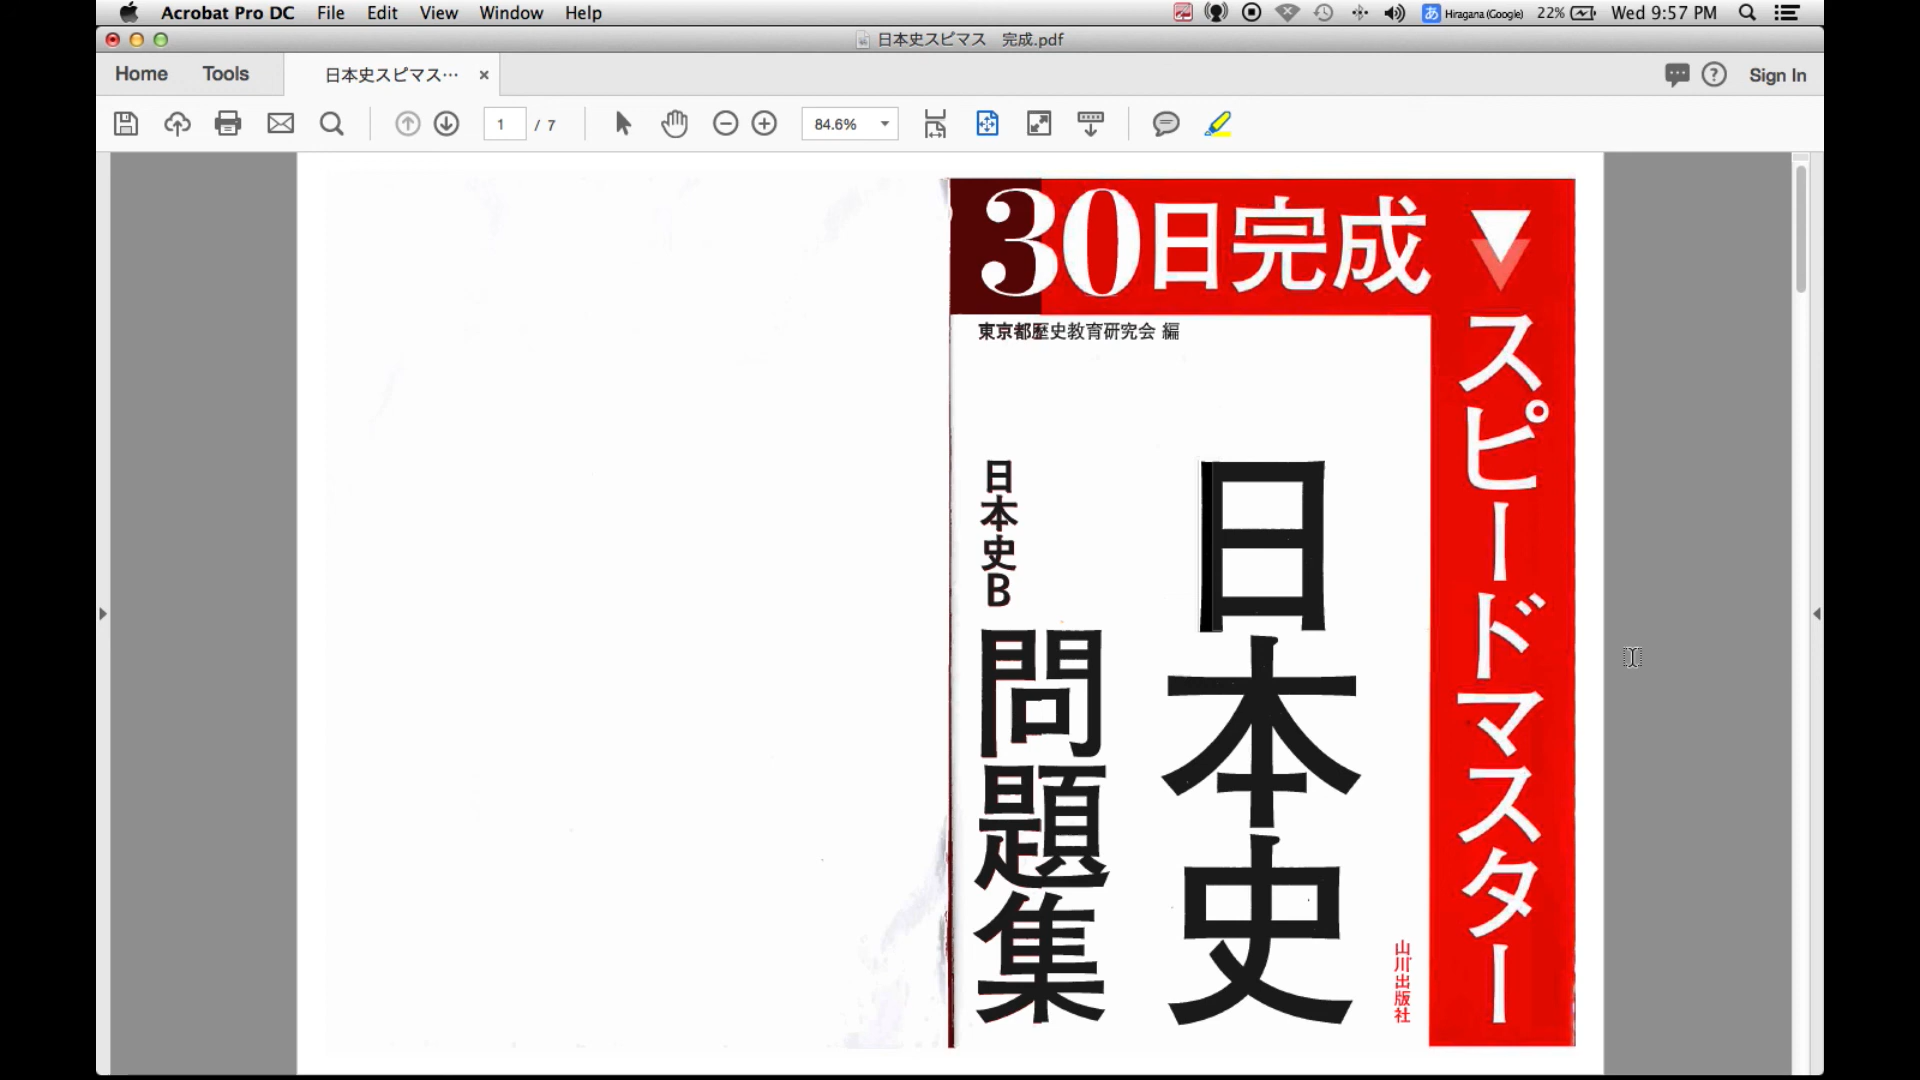 Acrobat Pro DC File Edit View Window Help
あ Hiragana (Google) 22% Wed 9:57 PM
日本史スピマス 完成.pdf
Home Tools 日本史スピマス… × ? Sign In
1 / 7 84.6%
30日完成
スピードマスター
東京都歴史教育研究会 編
日本史
日本史B
問題集
山川出版社